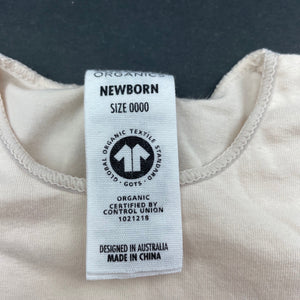 ORGANICS
NEWBORN
SIZE 0000
GLOBAL ORGANIC TEXTILE STANDARD
· GOTS ·
ORGANIC
CERTIFIED BY
CONTROL UNION
1021216
DESIGNED IN AUSTRALIA
MADE IN CHINA